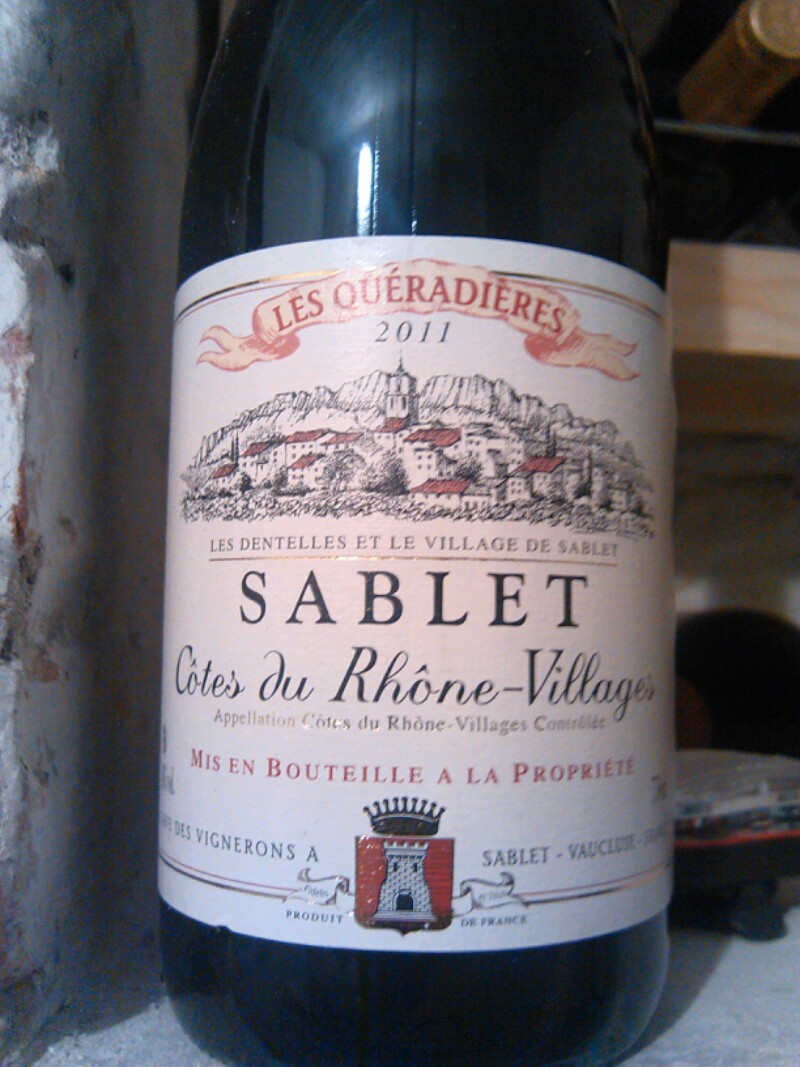 LES QUÉRADIÈRES
2011
LES DENTELLES ET LE VILLAGE DE SABLET
SABLET
Côtes du Rhône-Villages
Appellation Côtes du Rhône-Villages Contrôlée
MIS EN BOUTEILLE A LA PROPRIÉTÉ
DES VIGNERONS A
SABLET - VAUCLUSE -
Fidelis
PRODUIT
DE FRANCE